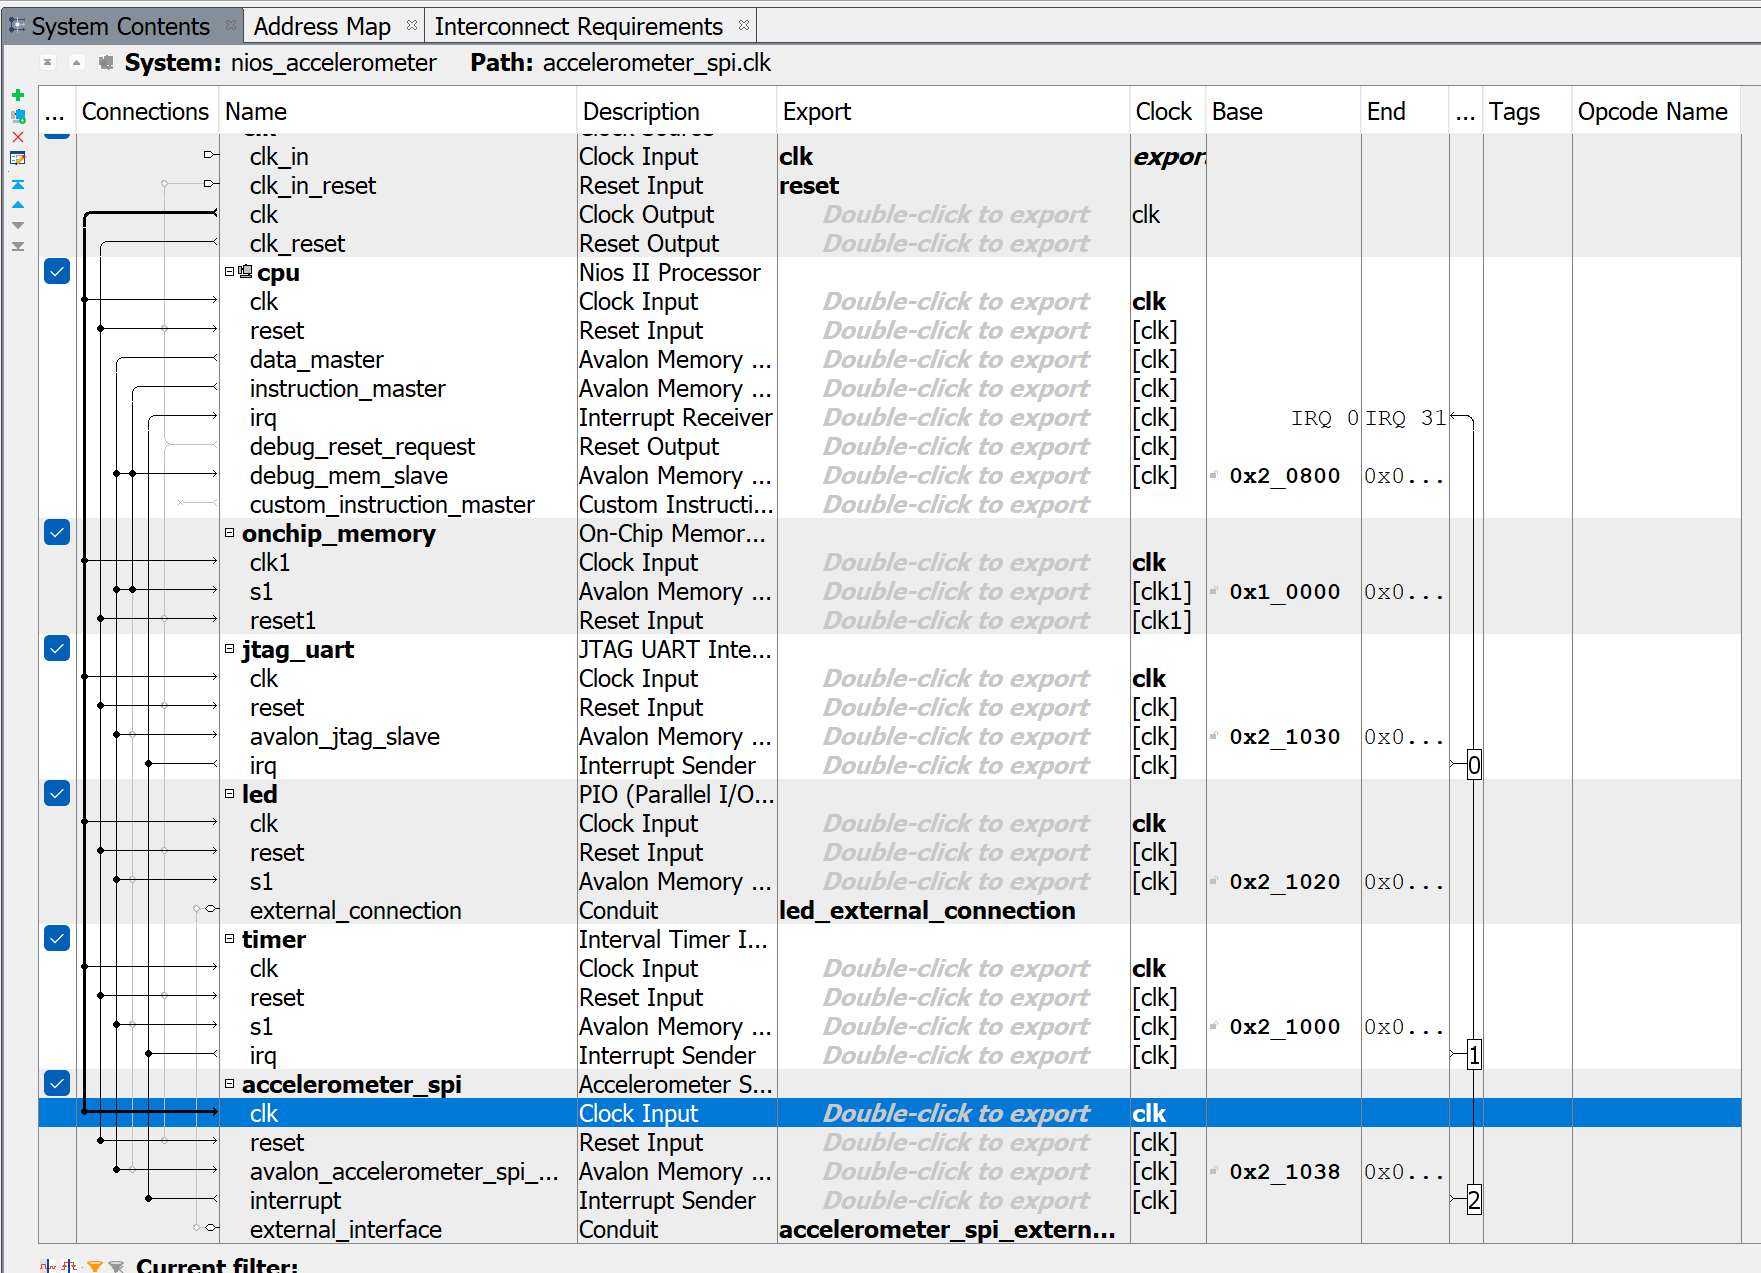 System Contents Address Map Interconnect Requirements
System: nios_accelerometer Path: accelerometer_spi.clk
... Connections Name Description Export Clock Base End ... Tags Opcode Name
clk_in Clock Input clk export
clk_in_reset Reset Input reset
clk Clock Output Double-click to export clk
clk_reset Reset Output Double-click to export
cpu Nios II Processor
clk Clock Input Double-click to export clk
reset Reset Input Double-click to export [clk]
data_master Avalon Memory ... Double-click to export [clk]
instruction_master Avalon Memory ... Double-click to export [clk]
irq Interrupt Receiver Double-click to export [clk] IRQ 0 IRQ 31
debug_reset_request Reset Output Double-click to export [clk]
debug_mem_slave Avalon Memory ... Double-click to export [clk] 0x2_0800 0x0...
custom_instruction_master Custom Instructi... Double-click to export
onchip_memory On-Chip Memor...
clk1 Clock Input Double-click to export clk
s1 Avalon Memory ... Double-click to export [clk1] 0x1_0000 0x0...
reset1 Reset Input Double-click to export [clk1]
jtag_uart JTAG UART Inte...
clk Clock Input Double-click to export clk
reset Reset Input Double-click to export [clk]
avalon_jtag_slave Avalon Memory ... Double-click to export [clk] 0x2_1030 0x0...
irq Interrupt Sender Double-click to export [clk] 0
led PIO (Parallel I/O...
clk Clock Input Double-click to export clk
reset Reset Input Double-click to export [clk]
s1 Avalon Memory ... Double-click to export [clk] 0x2_1020 0x0...
external_connection Conduit led_external_connection
timer Interval Timer I...
clk Clock Input Double-click to export clk
reset Reset Input Double-click to export [clk]
s1 Avalon Memory ... Double-click to export [clk] 0x2_1000 0x0...
irq Interrupt Sender Double-click to export [clk] 1
accelerometer_spi Accelerometer S...
clk Clock Input Double-click to export clk
reset Reset Input Double-click to export [clk]
avalon_accelerometer_spi_... Avalon Memory ... Double-click to export [clk] 0x2_1038 0x0...
interrupt Interrupt Sender Double-click to export [clk] 2
external_interface Conduit accelerometer_spi_extern...
Current filter: